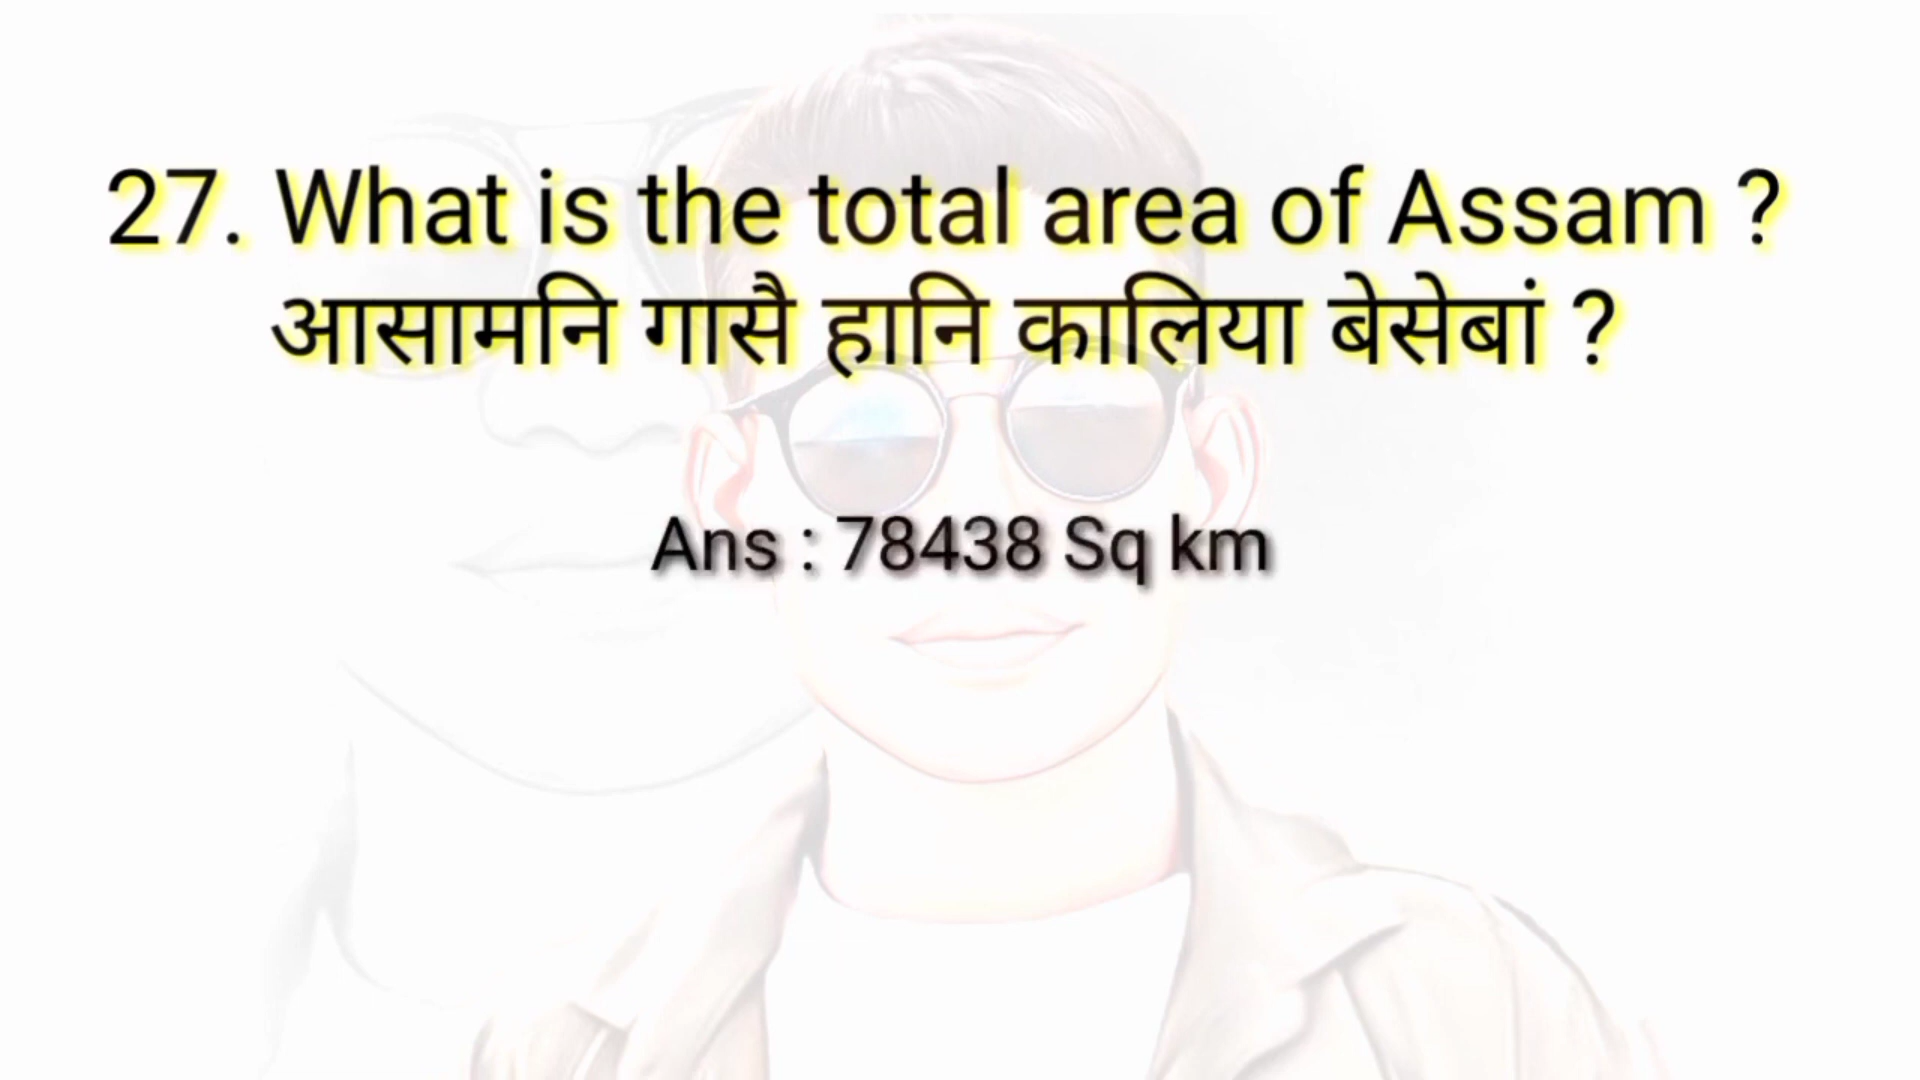 27. What is the total area of Assam ?
आसामनि गासै हानि कालिया बेसेबां ?
Ans : 78438 Sq km